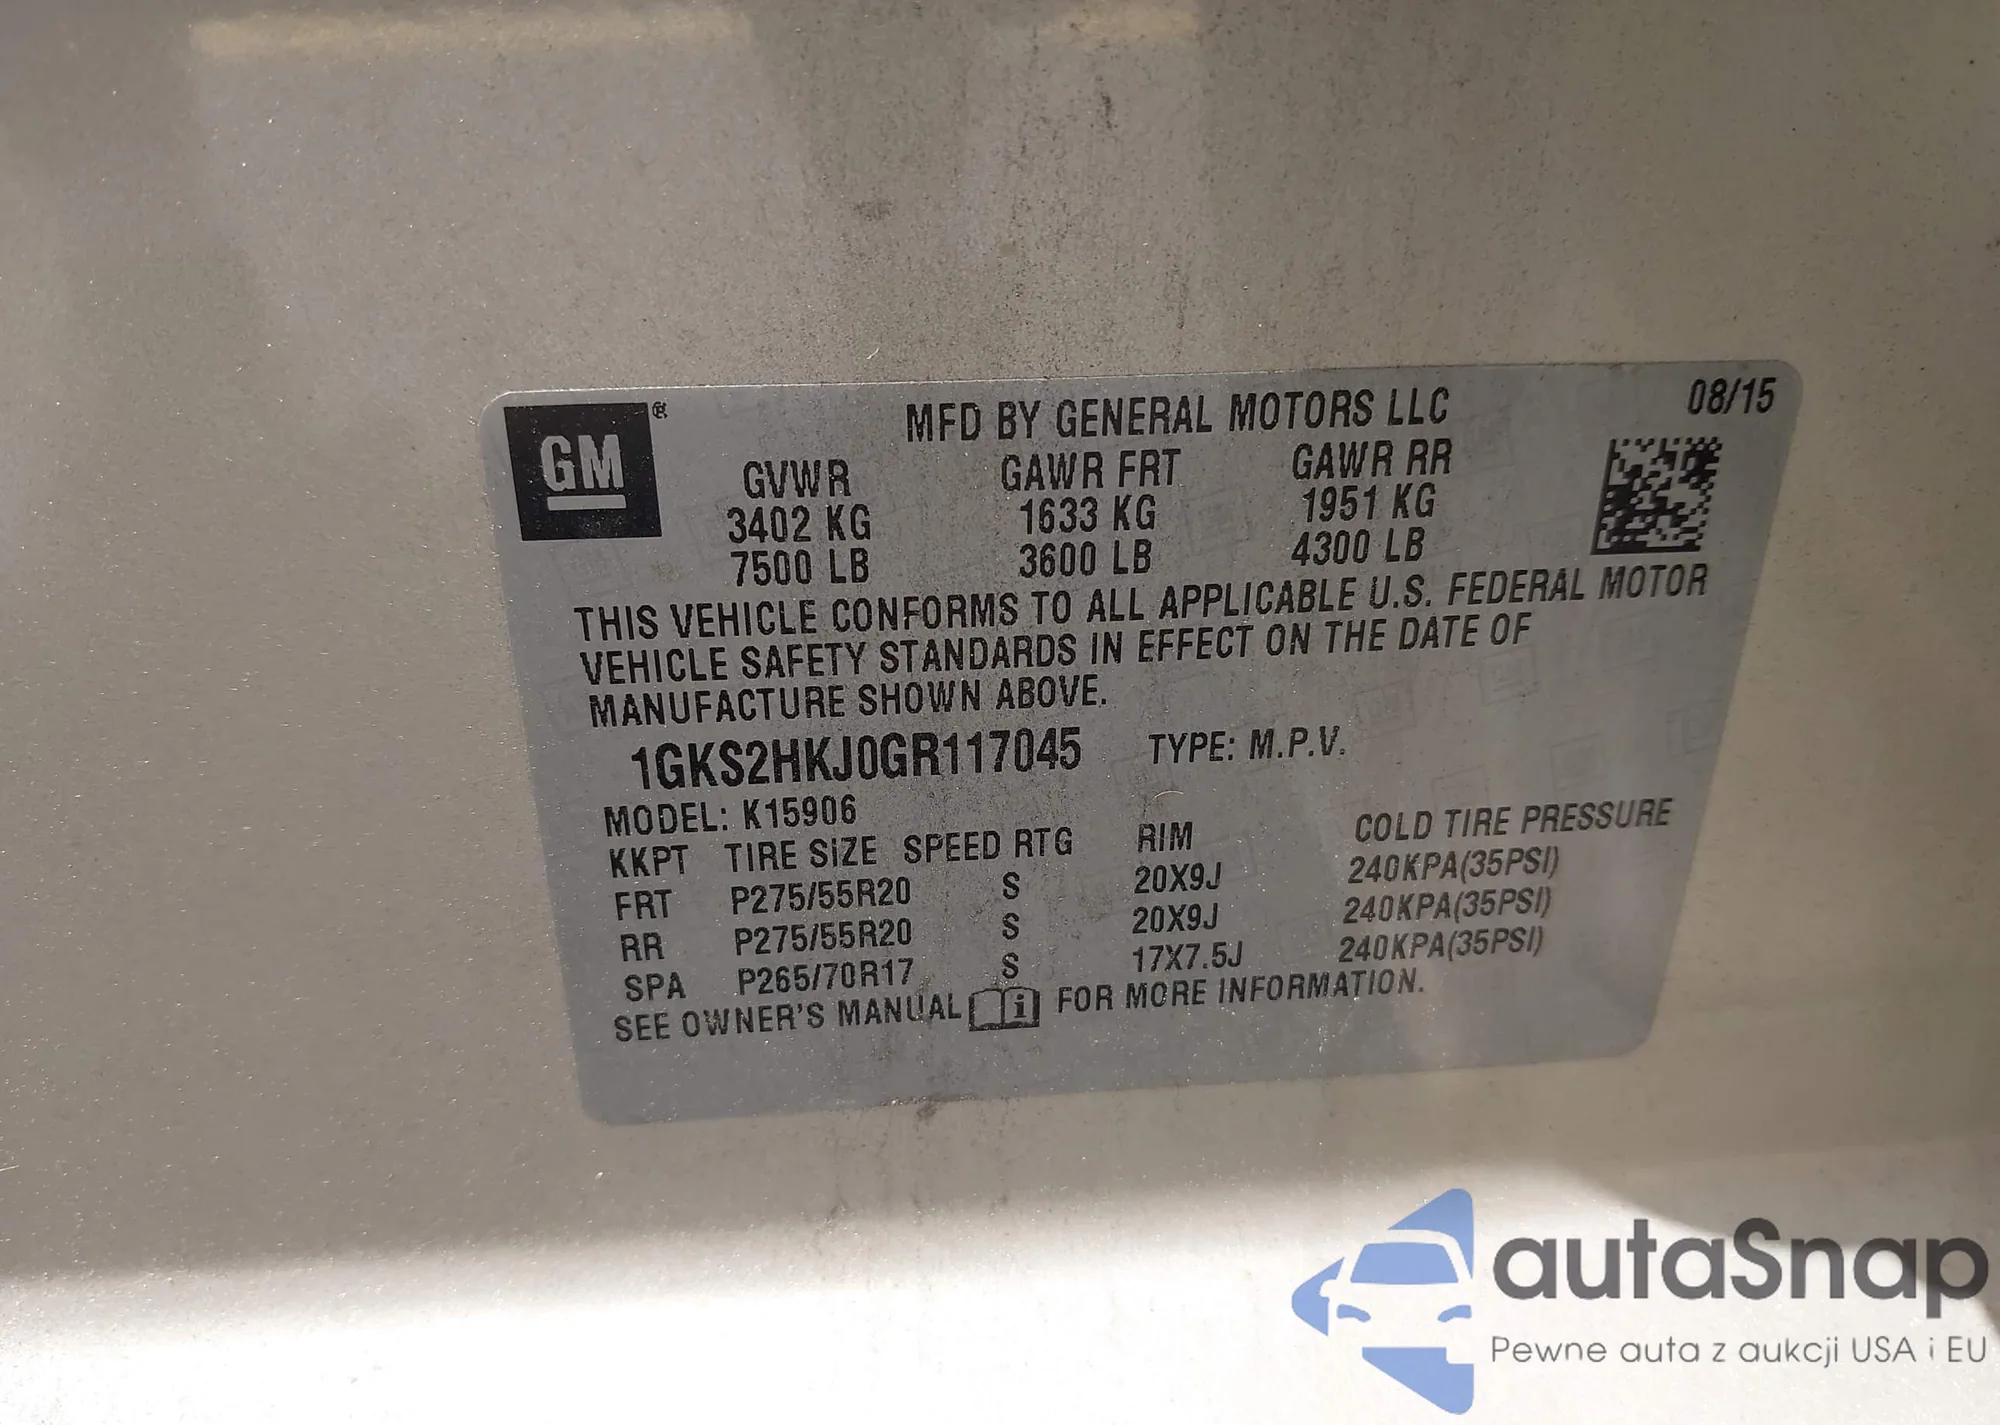 GM ® MFD BY GENERAL MOTORS LLC 08/15
GVWR GAWR FRT GAWR RR
3402 KG 1633 KG 1951 KG
7500 LB 3600 LB 4300 LB
THIS VEHICLE CONFORMS TO ALL APPLICABLE U.S. FEDERAL MOTOR
VEHICLE SAFETY STANDARDS IN EFFECT ON THE DATE OF
MANUFACTURE SHOWN ABOVE.
1GKS2HKJ0GR117045 TYPE: M.P.V.
MODEL: K15906
KKPT TIRE SIZE SPEED RTG RIM COLD TIRE PRESSURE
FRT P275/55R20 S 20X9J 240KPA(35PSI)
RR P275/55R20 S 20X9J 240KPA(35PSI)
SPA P265/70R17 S 17X7.5J 240KPA(35PSI)
SEE OWNER'S MANUAL i FOR MORE INFORMATION.
autaSnap
Pewne auta z aukcji USA i EU